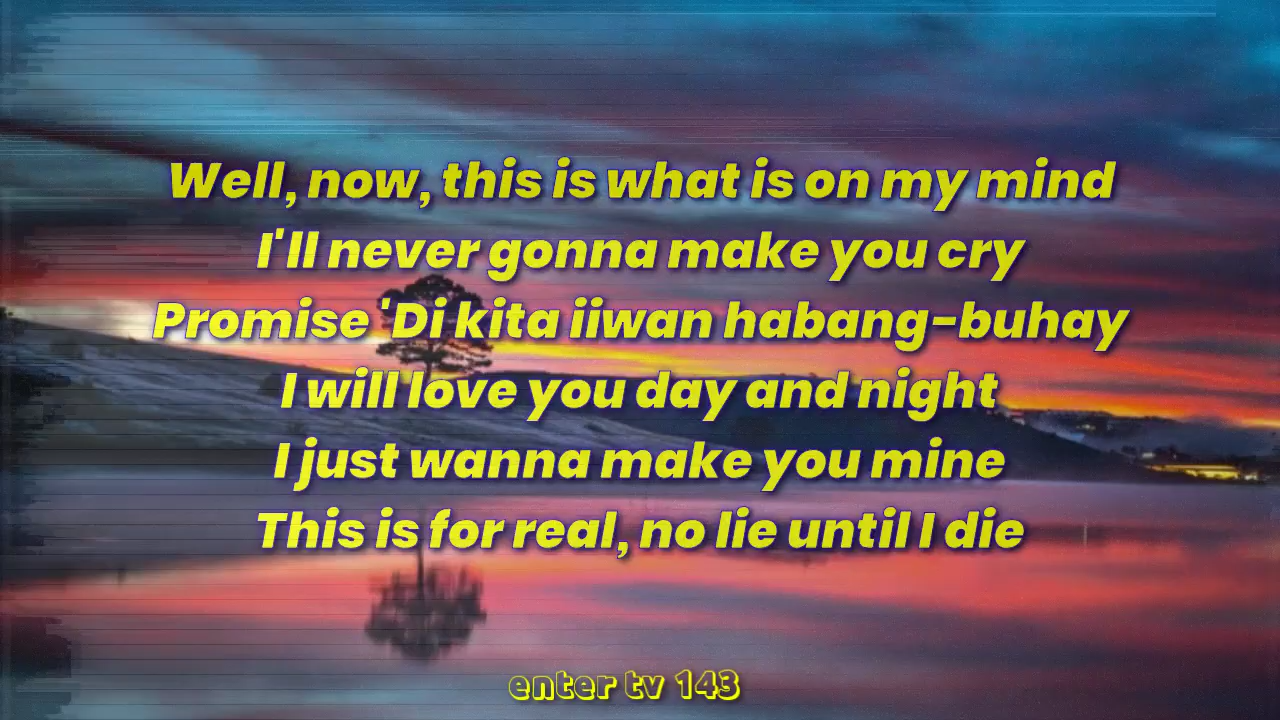 Well, now, this is what is on my mind
I'll never gonna make you cry
Promise 'Di kita iiwan habang-buhay
I will love you day and night
I just wanna make you mine
This is for real, no lie until I die
enter tv 143